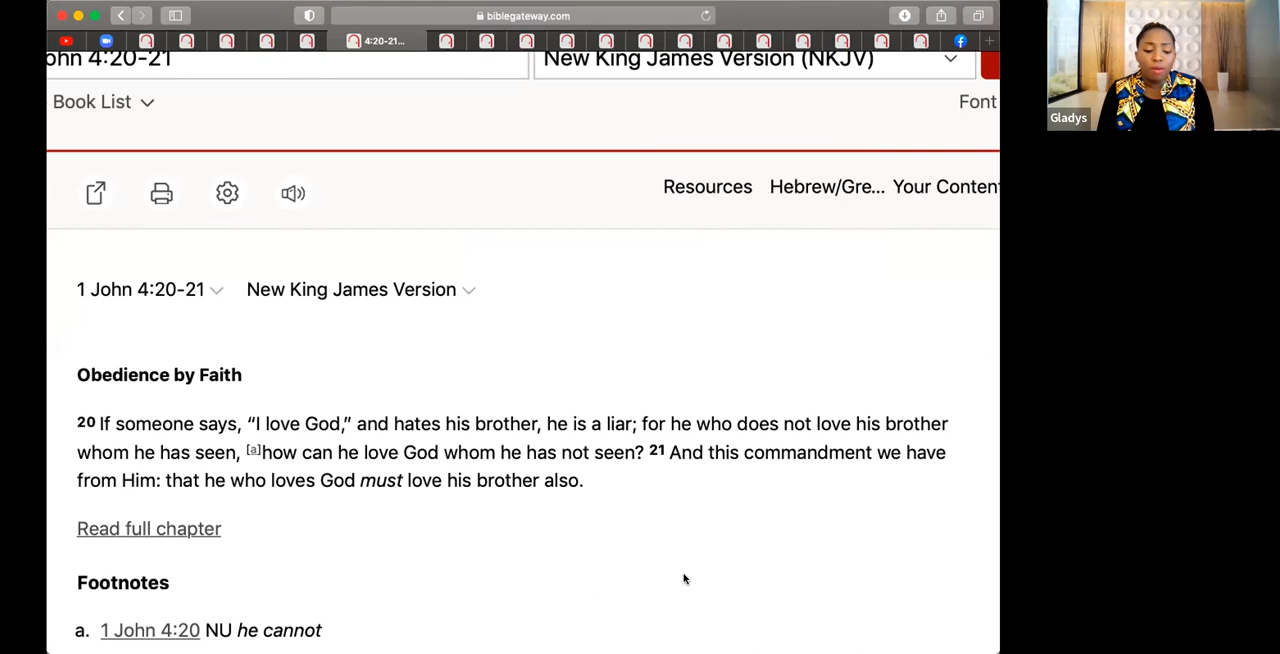 biblegateway.com
4:20-21...
ohn 4:20-21
New King James Version (NKJV)
Book List
Font
Resources Hebrew/Gre... Your Conten
1 John 4:20-21 New King James Version
Obedience by Faith
20 If someone says, “I love God,” and hates his brother, he is a liar; for he who does not love his brother
whom he has seen, [a]how can he love God whom he has not seen? 21 And this commandment we have
from Him: that he who loves God must love his brother also.
Read full chapter
Footnotes
a. 1 John 4:20 NU he cannot
Gladys